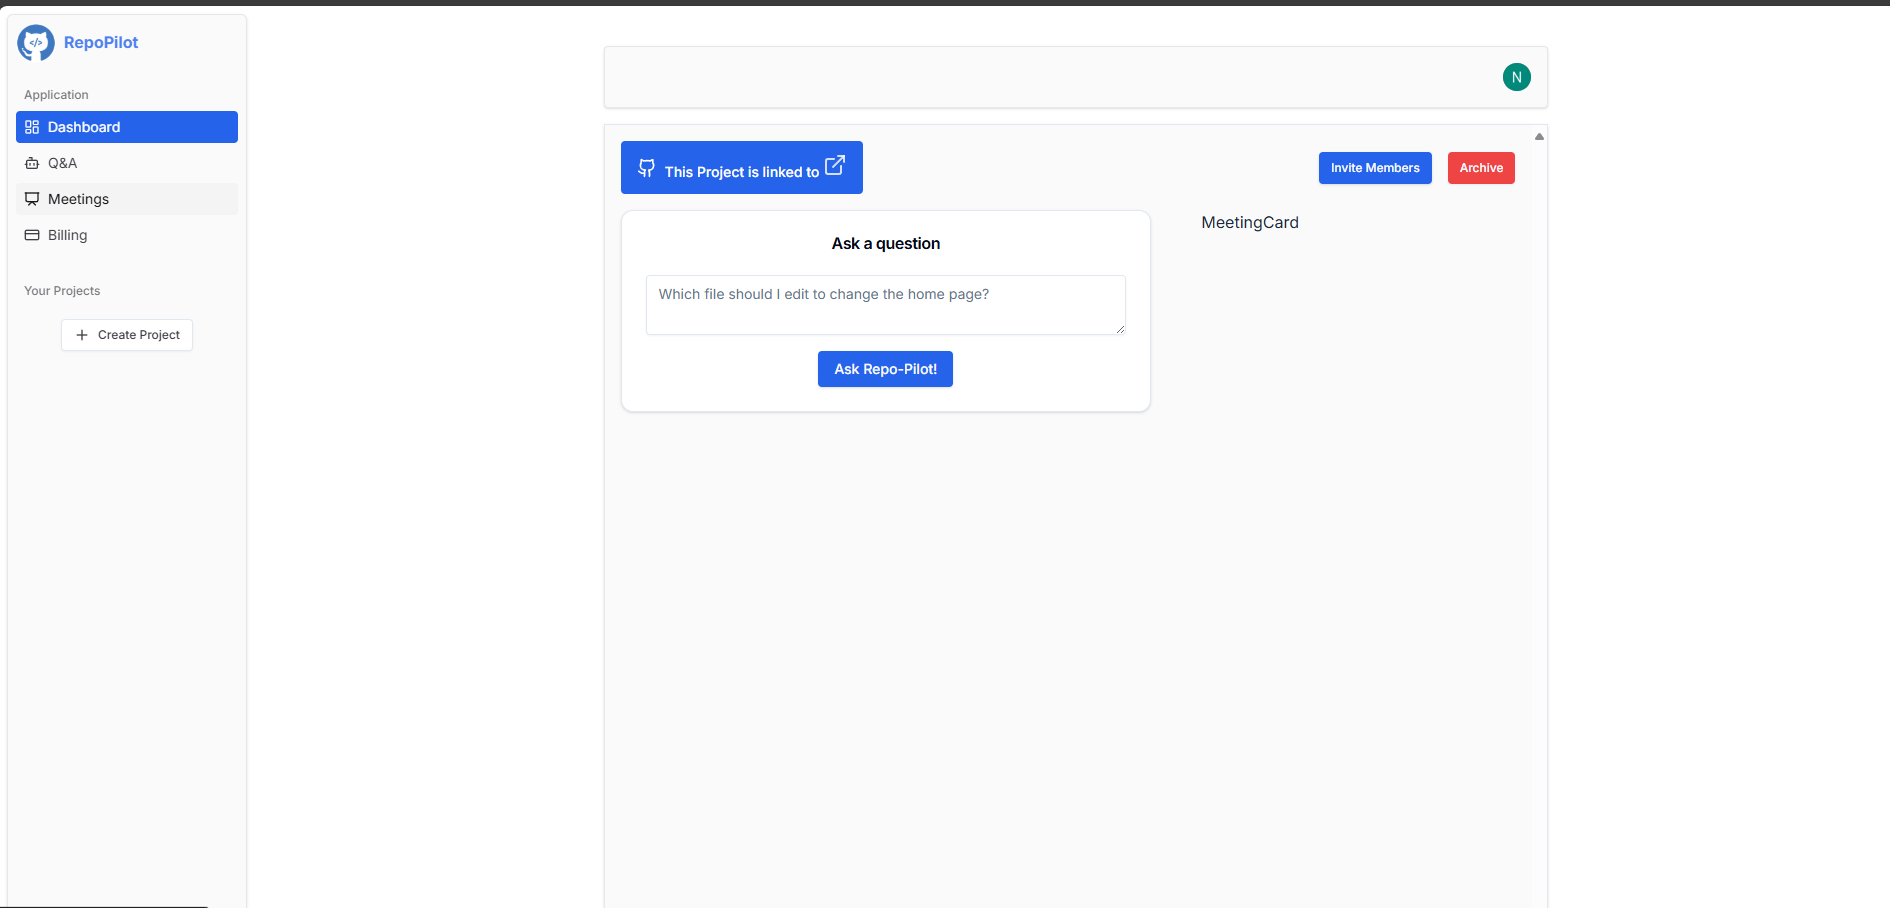 RepoPilot
Application
Dashboard
Q&A
Meetings
Billing
Your Projects
Create Project
N
This Project is linked to
Invite Members
Archive
Ask a question
Which file should I edit to change the home page?
Ask Repo-Pilot!
MeetingCard